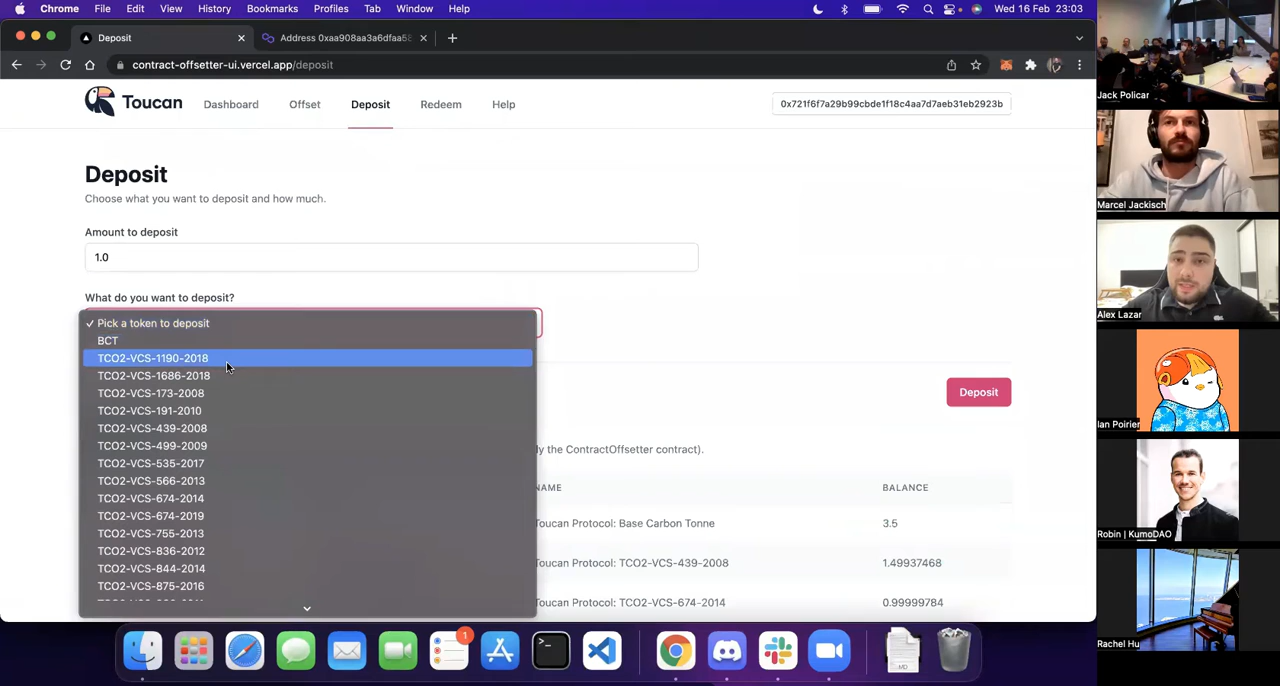 Chrome File Edit View History Bookmarks Profiles Tab Window Help Wed 16 Feb 23:03
Deposit Address 0xaa908aa3a6dfaa58
contract-offsetter-ui.vercel.app/deposit
Toucan Dashboard Offset Deposit Redeem Help 0x721f6f7a29b99cbde1f18c4aa7d7aeb31eb2923b
Deposit
Choose what you want to deposit and how much.
Amount to deposit
1.0
What do you want to deposit?
✓ Pick a token to deposit
BCT
TCO2-VCS-1190-2018
TCO2-VCS-1686-2018
TCO2-VCS-173-2008
TCO2-VCS-191-2010
TCO2-VCS-439-2008
TCO2-VCS-499-2009
TCO2-VCS-535-2017
TCO2-VCS-566-2013
TCO2-VCS-674-2014
TCO2-VCS-674-2019
TCO2-VCS-755-2013
TCO2-VCS-836-2012
TCO2-VCS-844-2014
TCO2-VCS-875-2016
Deposit
ly the ContractOffsetter contract).
NAME BALANCE
Toucan Protocol: Base Carbon Tonne 3.5
Toucan Protocol: TCO2-VCS-439-2008 1.49937468
Toucan Protocol: TCO2-VCS-674-2014 0.99999784
1
.MD
Jack Policar
Marcel Jackisch
Alex Lazar
Ian Poirier
Robin | KumoDAO
Rachel Hu